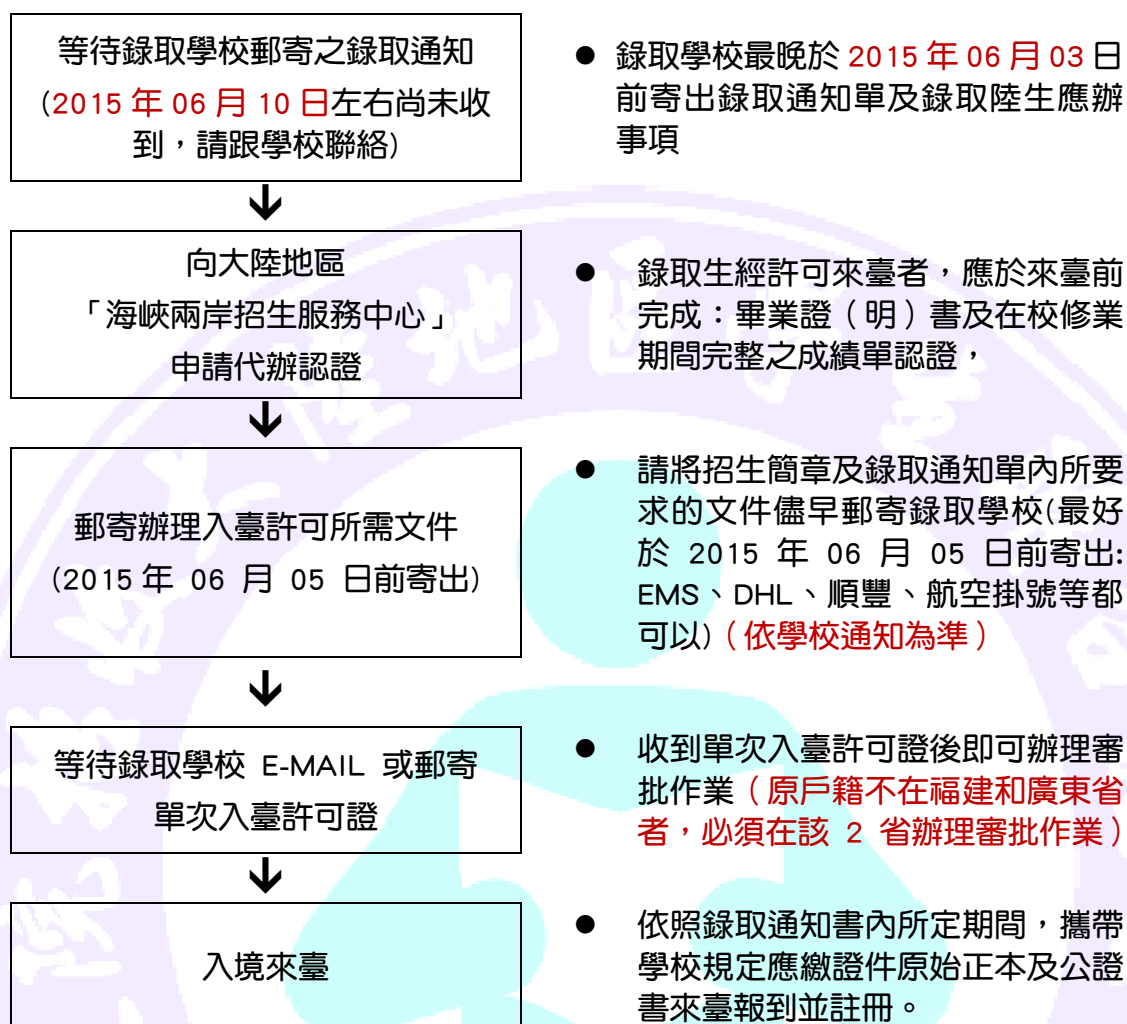 等待錄取學校郵寄之錄取通知
(2015 年 06 月 10 日左右尚未收
到，請跟學校聯絡)
● 錄取學校最晚於 2015 年 06 月 03 日
前寄出錄取通知單及錄取陸生應辦
事項
向大陸地區
「海峽兩岸招生服務中心」
申請代辦認證
● 錄取生經許可來臺者，應於來臺前
完成：畢業證（明）書及在校修業
期間完整之成績單認證，
郵寄辦理入臺許可所需文件
(2015 年 06 月 05 日前寄出)
● 請將招生簡章及錄取通知單內所要
求的文件儘早郵寄錄取學校(最好
於 2015 年 06 月 05 日前寄出:
EMS、DHL、順豐、航空掛號等都
可以)（依學校通知為準）
等待錄取學校 E-MAIL 或郵寄
單次入臺許可證
● 收到單次入臺許可證後即可辦理審
批作業（原戶籍不在福建和廣東省
者，必須在該 2 省辦理審批作業）
入境來臺
● 依照錄取通知書內所定期間，攜帶
學校規定應繳證件原始正本及公證
書來臺報到並註冊。